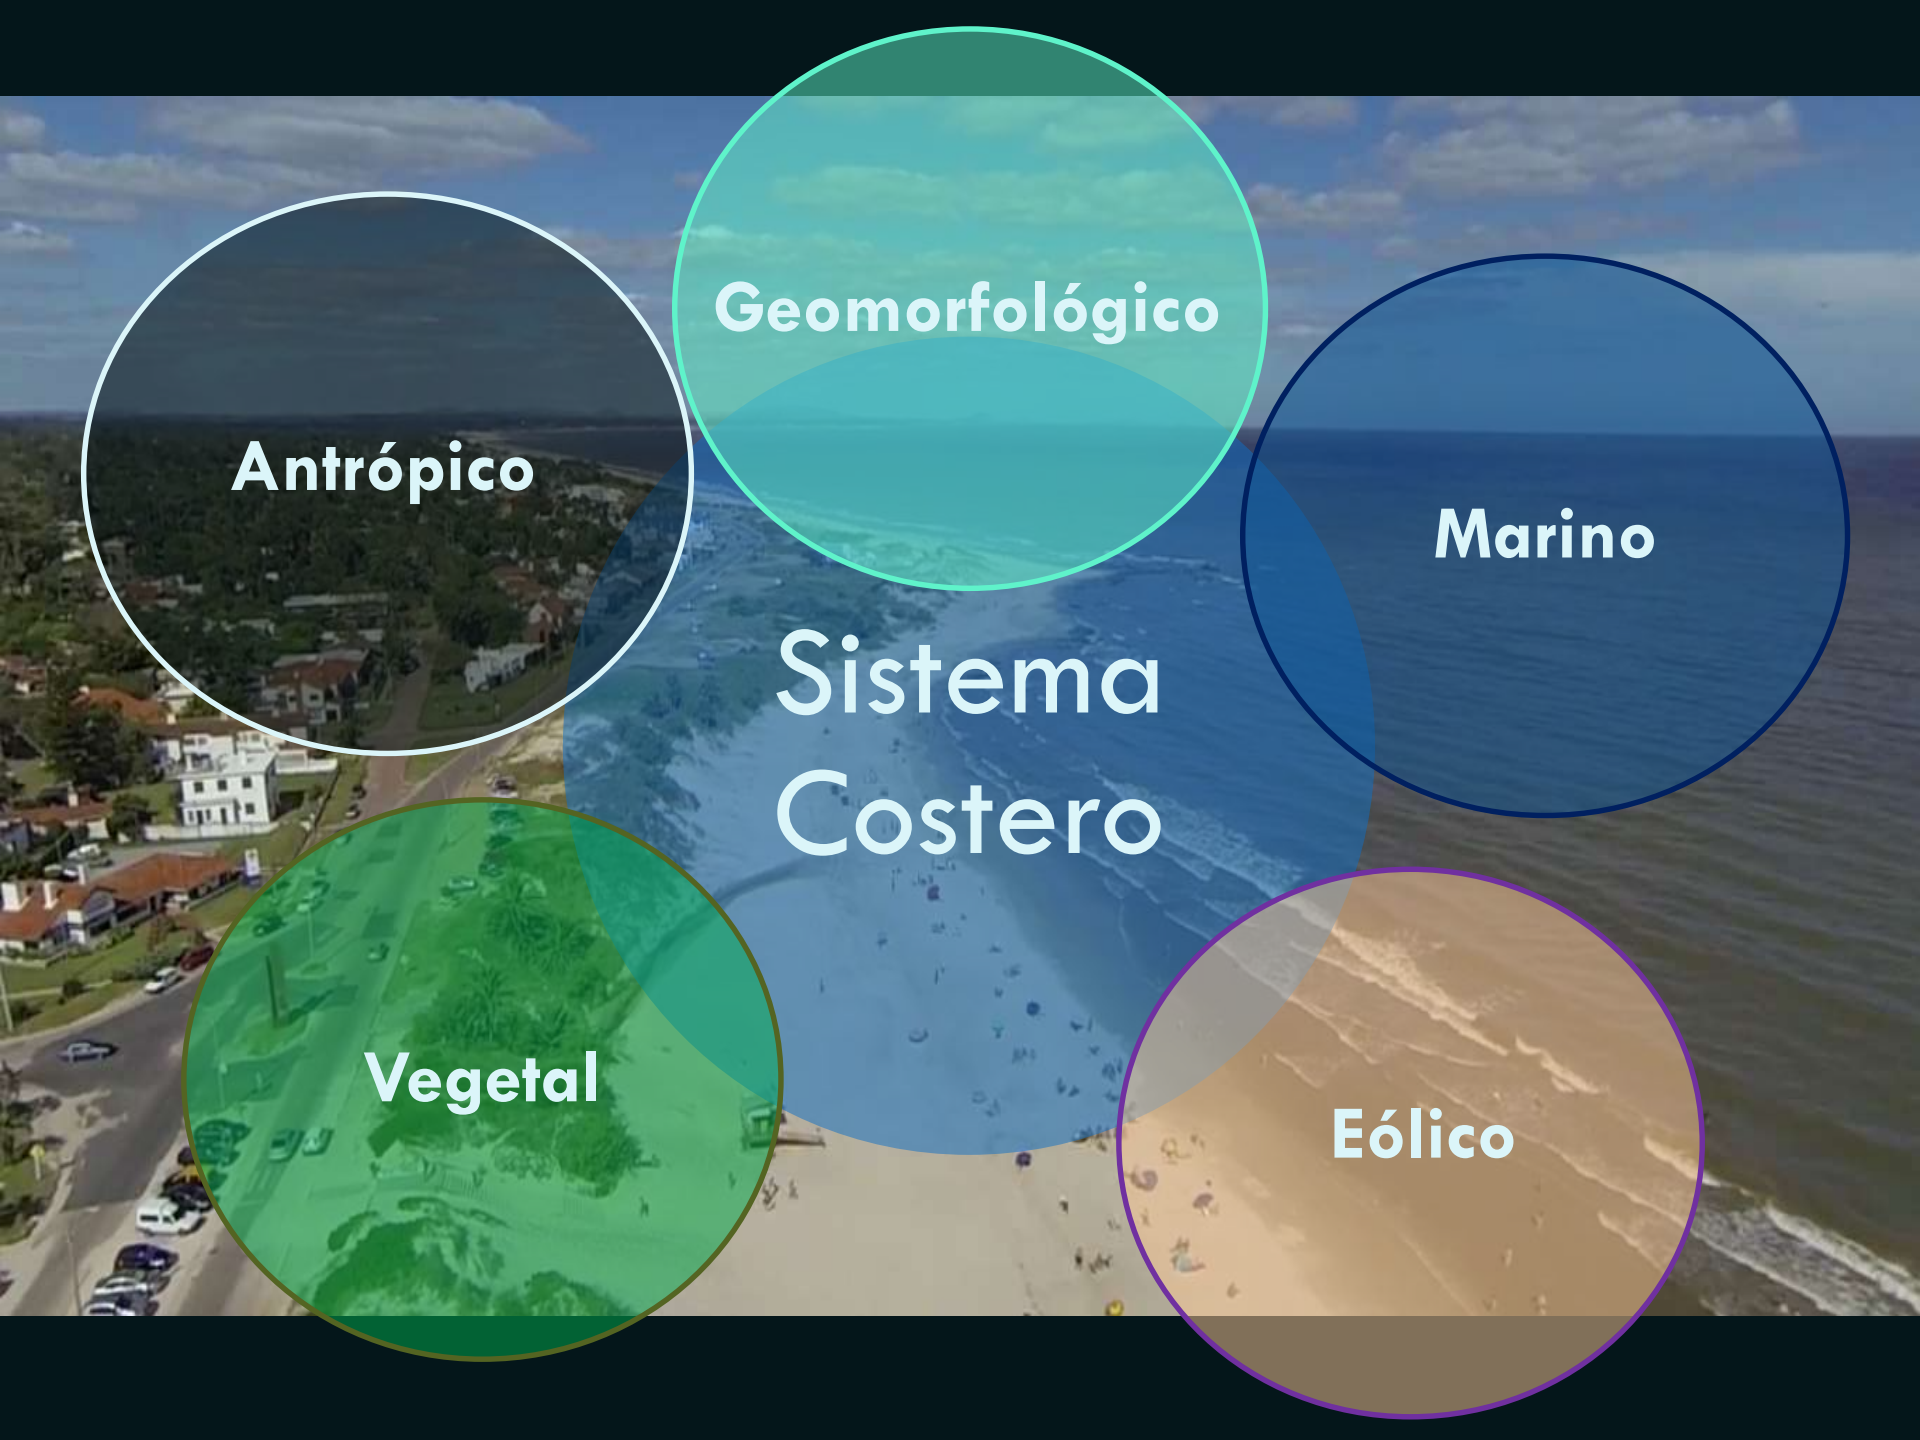 Geomorfológico
Antrópico
Marino
Sistema
Costero
Vegetal
Eólico